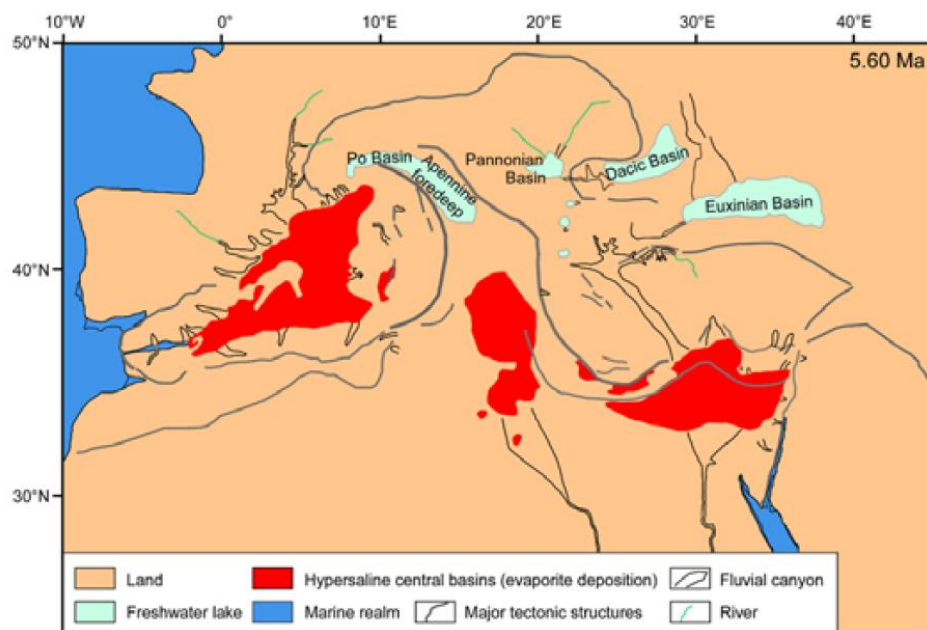 10°W 0° 10°E 20°E 30°E 40°E
50°N
5.60 Ma
Po Basin
Apennine
foredeep
Pannonian
Basin
Dacic Basin
Euxinian Basin
40°N
30°N
Land
Hypersaline central basins (evaporite deposition)
Fluvial canyon
Freshwater lake
Marine realm
Major tectonic structures
River